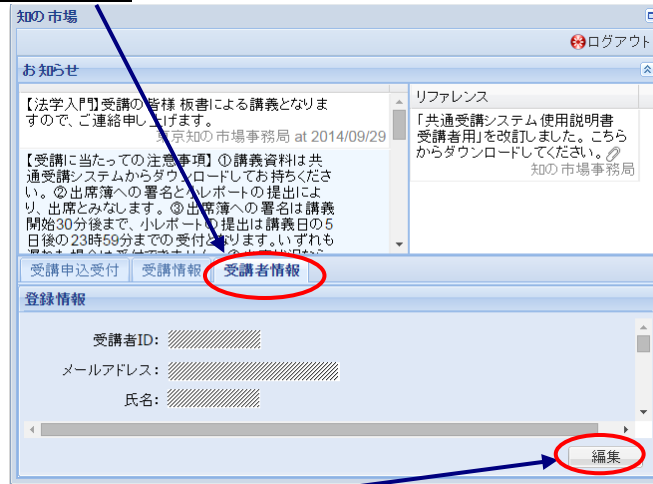 知の市場
ログアウト
お知らせ
【法学入門】受講の皆様 板書による講義となりま
すので、ご連絡申し上げます。
東京知の市場事務局 at 2014/09/29
【受講に当たっての注意事項】①講義資料は共
通受講システムからダウンロードしてお持ちくださ
い。②出席簿への署名と小レポートの提出によ
り、出席とみなします。③出席簿への署名は講義
開始30分後まで、小レポートの提出は講義日の5
日後の23時59分までの受付となります。いずれも
リファレンス
「共通受講システム使用説明書
受講者用」を改訂しました。こちら
からダウンロードしてください。
知の市場事務局
受講申込受付
受講情報
受講者情報
登録情報
受講者ID:
メールアドレス:
氏名:
編集